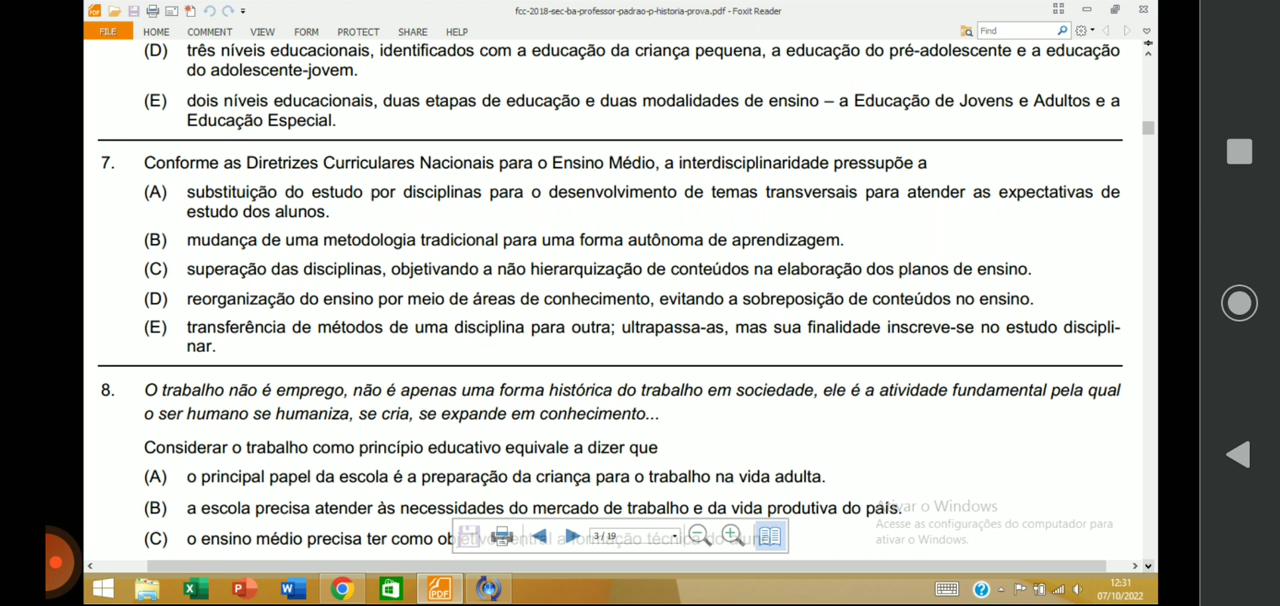 fcc-2018-sec-ba-professor-padrao-p-historia-prova.pdf - Foxit Reader
FILE HOME COMMENT VIEW FORM PROTECT SHARE HELP Find
(D) três níveis educacionais, identificados com a educação da criança pequena, a educação do pré-adolescente e a educação
do adolescente-jovem.
(E) dois níveis educacionais, duas etapas de educação e duas modalidades de ensino – a Educação de Jovens e Adultos e a
Educação Especial.
7. Conforme as Diretrizes Curriculares Nacionais para o Ensino Médio, a interdisciplinaridade pressupõe a
(A) substituição do estudo por disciplinas para o desenvolvimento de temas transversais para atender as expectativas de
estudo dos alunos.
(B) mudança de uma metodologia tradicional para uma forma autônoma de aprendizagem.
(C) superação das disciplinas, objetivando a não hierarquização de conteúdos na elaboração dos planos de ensino.
(D) reorganização do ensino por meio de áreas de conhecimento, evitando a sobreposição de conteúdos no ensino.
(E) transferência de métodos de uma disciplina para outra; ultrapassa-as, mas sua finalidade inscreve-se no estudo discipli-
nar.
8. O trabalho não é emprego, não é apenas uma forma histórica do trabalho em sociedade, ele é a atividade fundamental pela qual
o ser humano se humaniza, se cria, se expande em conhecimento...
Considerar o trabalho como princípio educativo equivale a dizer que
(A) o principal papel da escola é a preparação da criança para o trabalho na vida adulta.
(B) a escola precisa atender às necessidades do mercado de trabalho e da vida produtiva do país.
(C) o ensino médio precisa ter como objetivo central a formação técnica do aluno.
3 / 19
Ativar o Windows
Acesse as configurações do computador para
ativar o Windows.
12:31
07/10/2022